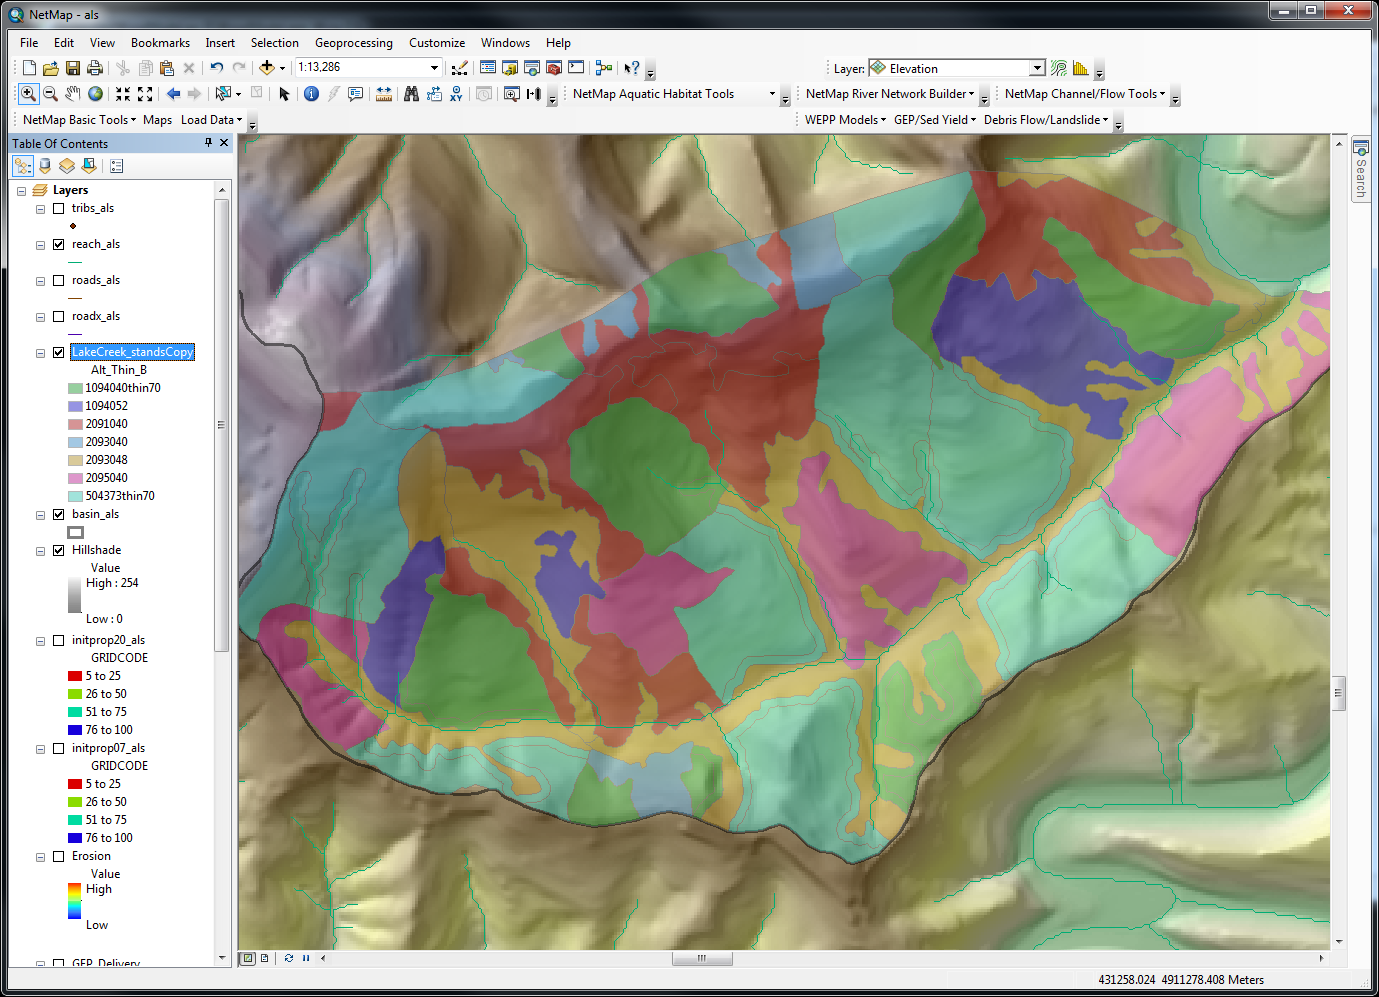 NetMap - als
File Edit View Bookmarks Insert Selection Geoprocessing Customize Windows Help
1:13,286
Layer: Elevation
NetMap Aquatic Habitat Tools NetMap River Network Builder NetMap Channel/Flow Tools
NetMap Basic Tools Maps Load Data WEPP Models GEP/Sed Yield Debris Flow/Landslide
Table Of Contents
Search
Layers
tribs_als
reach_als
roads_als
roadx_als
LakeCreek_standsCopy
Alt_Thin_B
1094040thin70
1094052
2091040
2093040
2093048
2095040
504373thin70
basin_als
Hillshade
Value
High : 254
Low : 0
initprop20_als
GRIDCODE
5 to 25
26 to 50
51 to 75
76 to 100
initprop07_als
GRIDCODE
5 to 25
26 to 50
51 to 75
76 to 100
Erosion
Value
High
Low
GEP_Delivery
431258.024 4911278.408 Meters